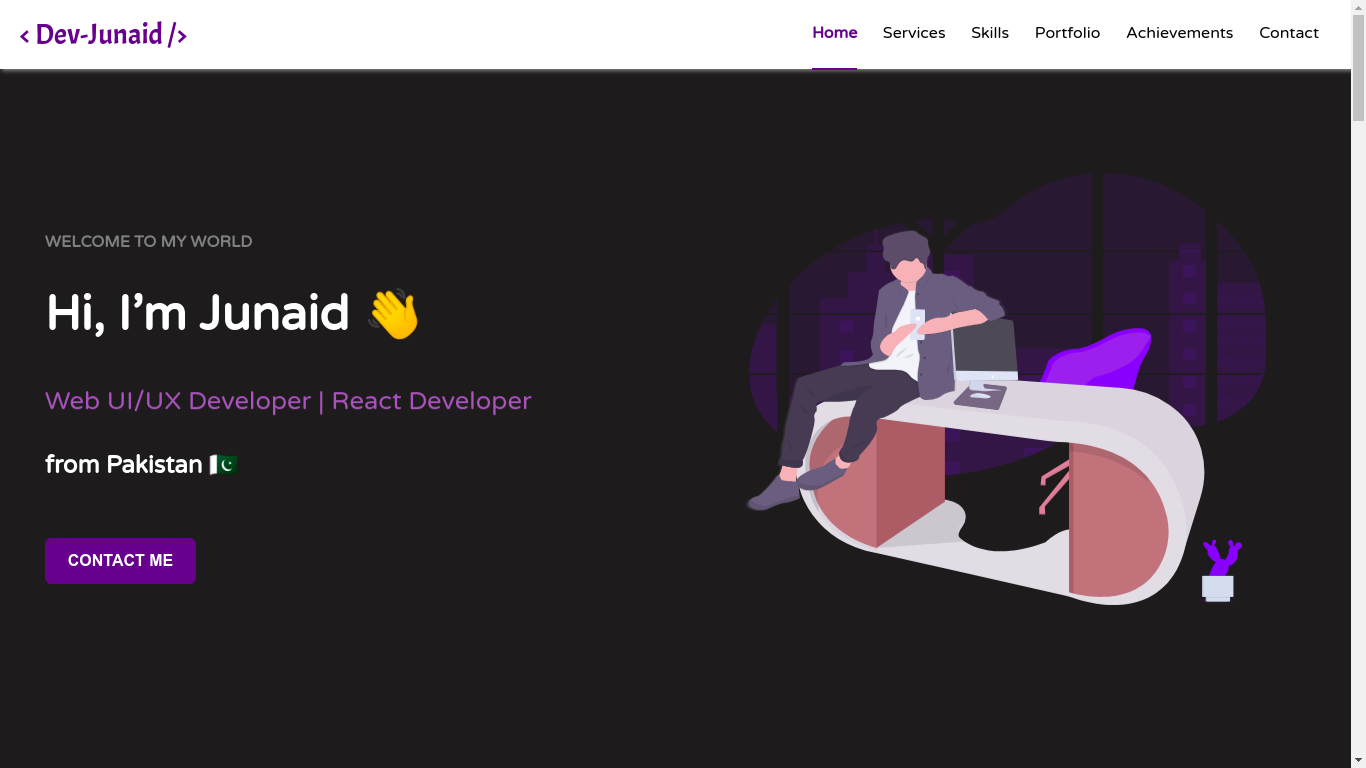 < Dev-Junaid />
Home Services Skills Portfolio Achievements Contact
WELCOME TO MY WORLD
Hi, I’m Junaid 👋
Web UI/UX Developer | React Developer
from Pakistan 🇵🇰
CONTACT ME